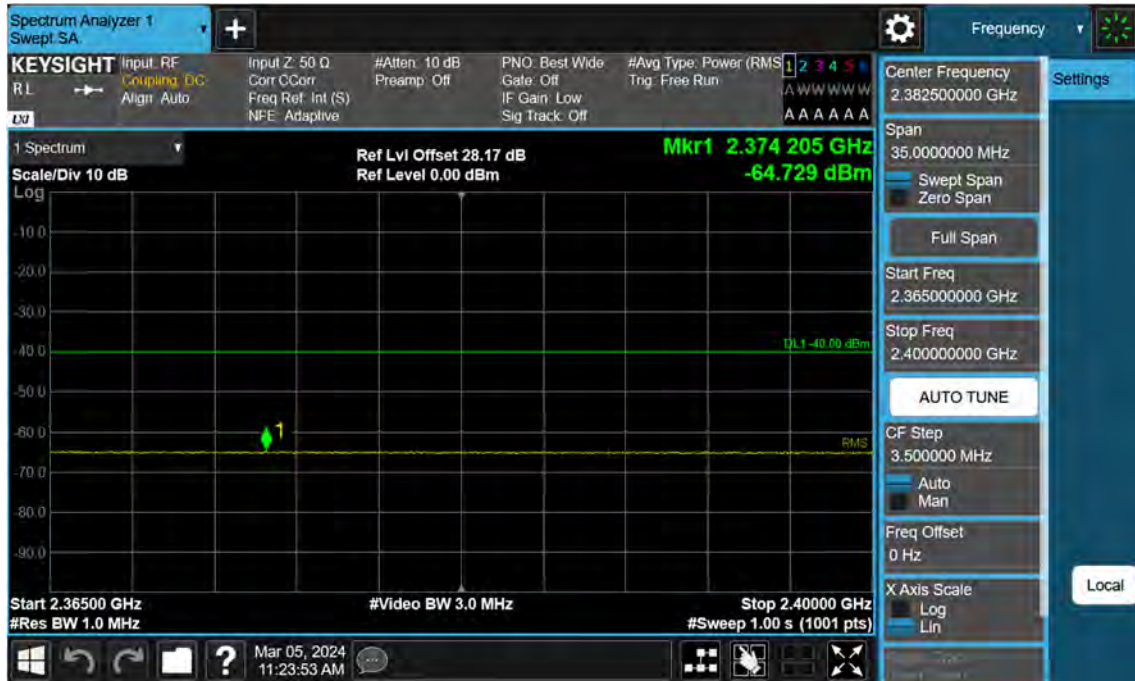 Spectrum Analyzer 1
Swept SA
Frequency
KEYSIGHT
RL
LXI
Input: RF
Coupling: DC
Align: Auto
Input Z: 50 Ω
Corr CCorr
Freq Ref: Int (S)
NFE: Adaptive
#Atten: 10 dB
Preamp: Off
PNO: Best Wide
Gate: Off
IF Gain: Low
Sig Track: Off
#Avg Type: Power (RMS
Trig: Free Run
1 2 3 4 5 6
A W W W W W
A A A A A A
1 Spectrum
Scale/Div 10 dB
Log
Ref Lvl Offset 28.17 dB
Ref Level 0.00 dBm
Mkr1 2.374 205 GHz
-64.729 dBm
-10.0
-20.0
-30.0
-40.0
-50.0
-60.0
-70.0
-80.0
-90.0
DL1 -40.00 dBm
1
RMS
Start 2.36500 GHz
#Res BW 1.0 MHz
#Video BW 3.0 MHz
Stop 2.40000 GHz
#Sweep 1.00 s (1001 pts)
Center Frequency
2.382500000 GHz
Span
35.0000000 MHz
Swept Span
Zero Span
Full Span
Start Freq
2.365000000 GHz
Stop Freq
2.400000000 GHz
AUTO TUNE
CF Step
3.500000 MHz
Auto
Man
Freq Offset
0 Hz
X Axis Scale
Log
Lin
Settings
Local
?
Mar 05, 2024
11:23:53 AM